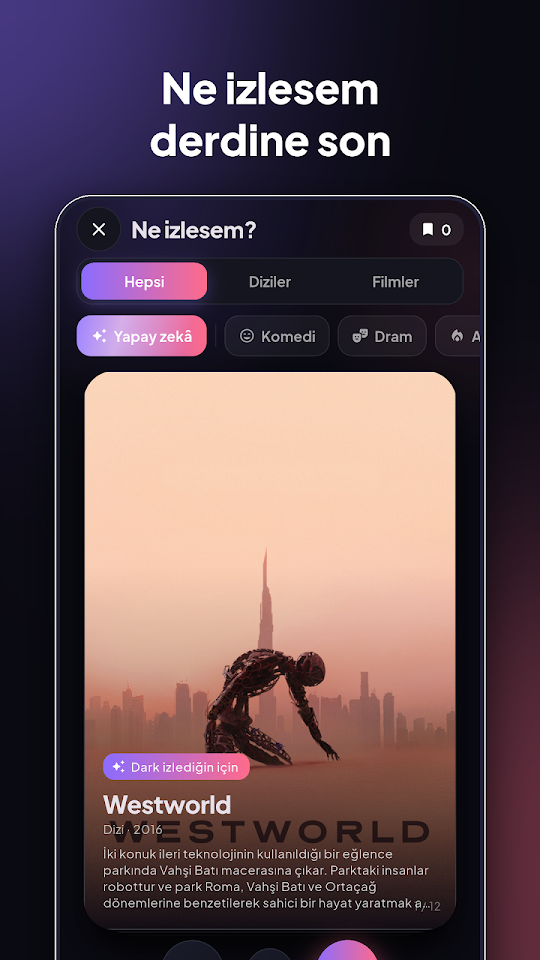 Ne izlesem
derdine son
Ne izlesem?
0
Hepsi
Diziler
Filmler
Yapay zekâ
Komedi
Dram
A
Dark izlediğin için
Westworld
Dizi · 2016
WESTWORLD
İki konuk ileri teknolojinin kullanıldığı bir eğlence
parkında Vahşi Batı macerasına çıkar. Parktaki insanlar
robottur ve park Roma, Vahşi Batı ve Ortaçağ
dönemlerine benzetilerek sahici bir hayat yaratmak a...
1 / 12